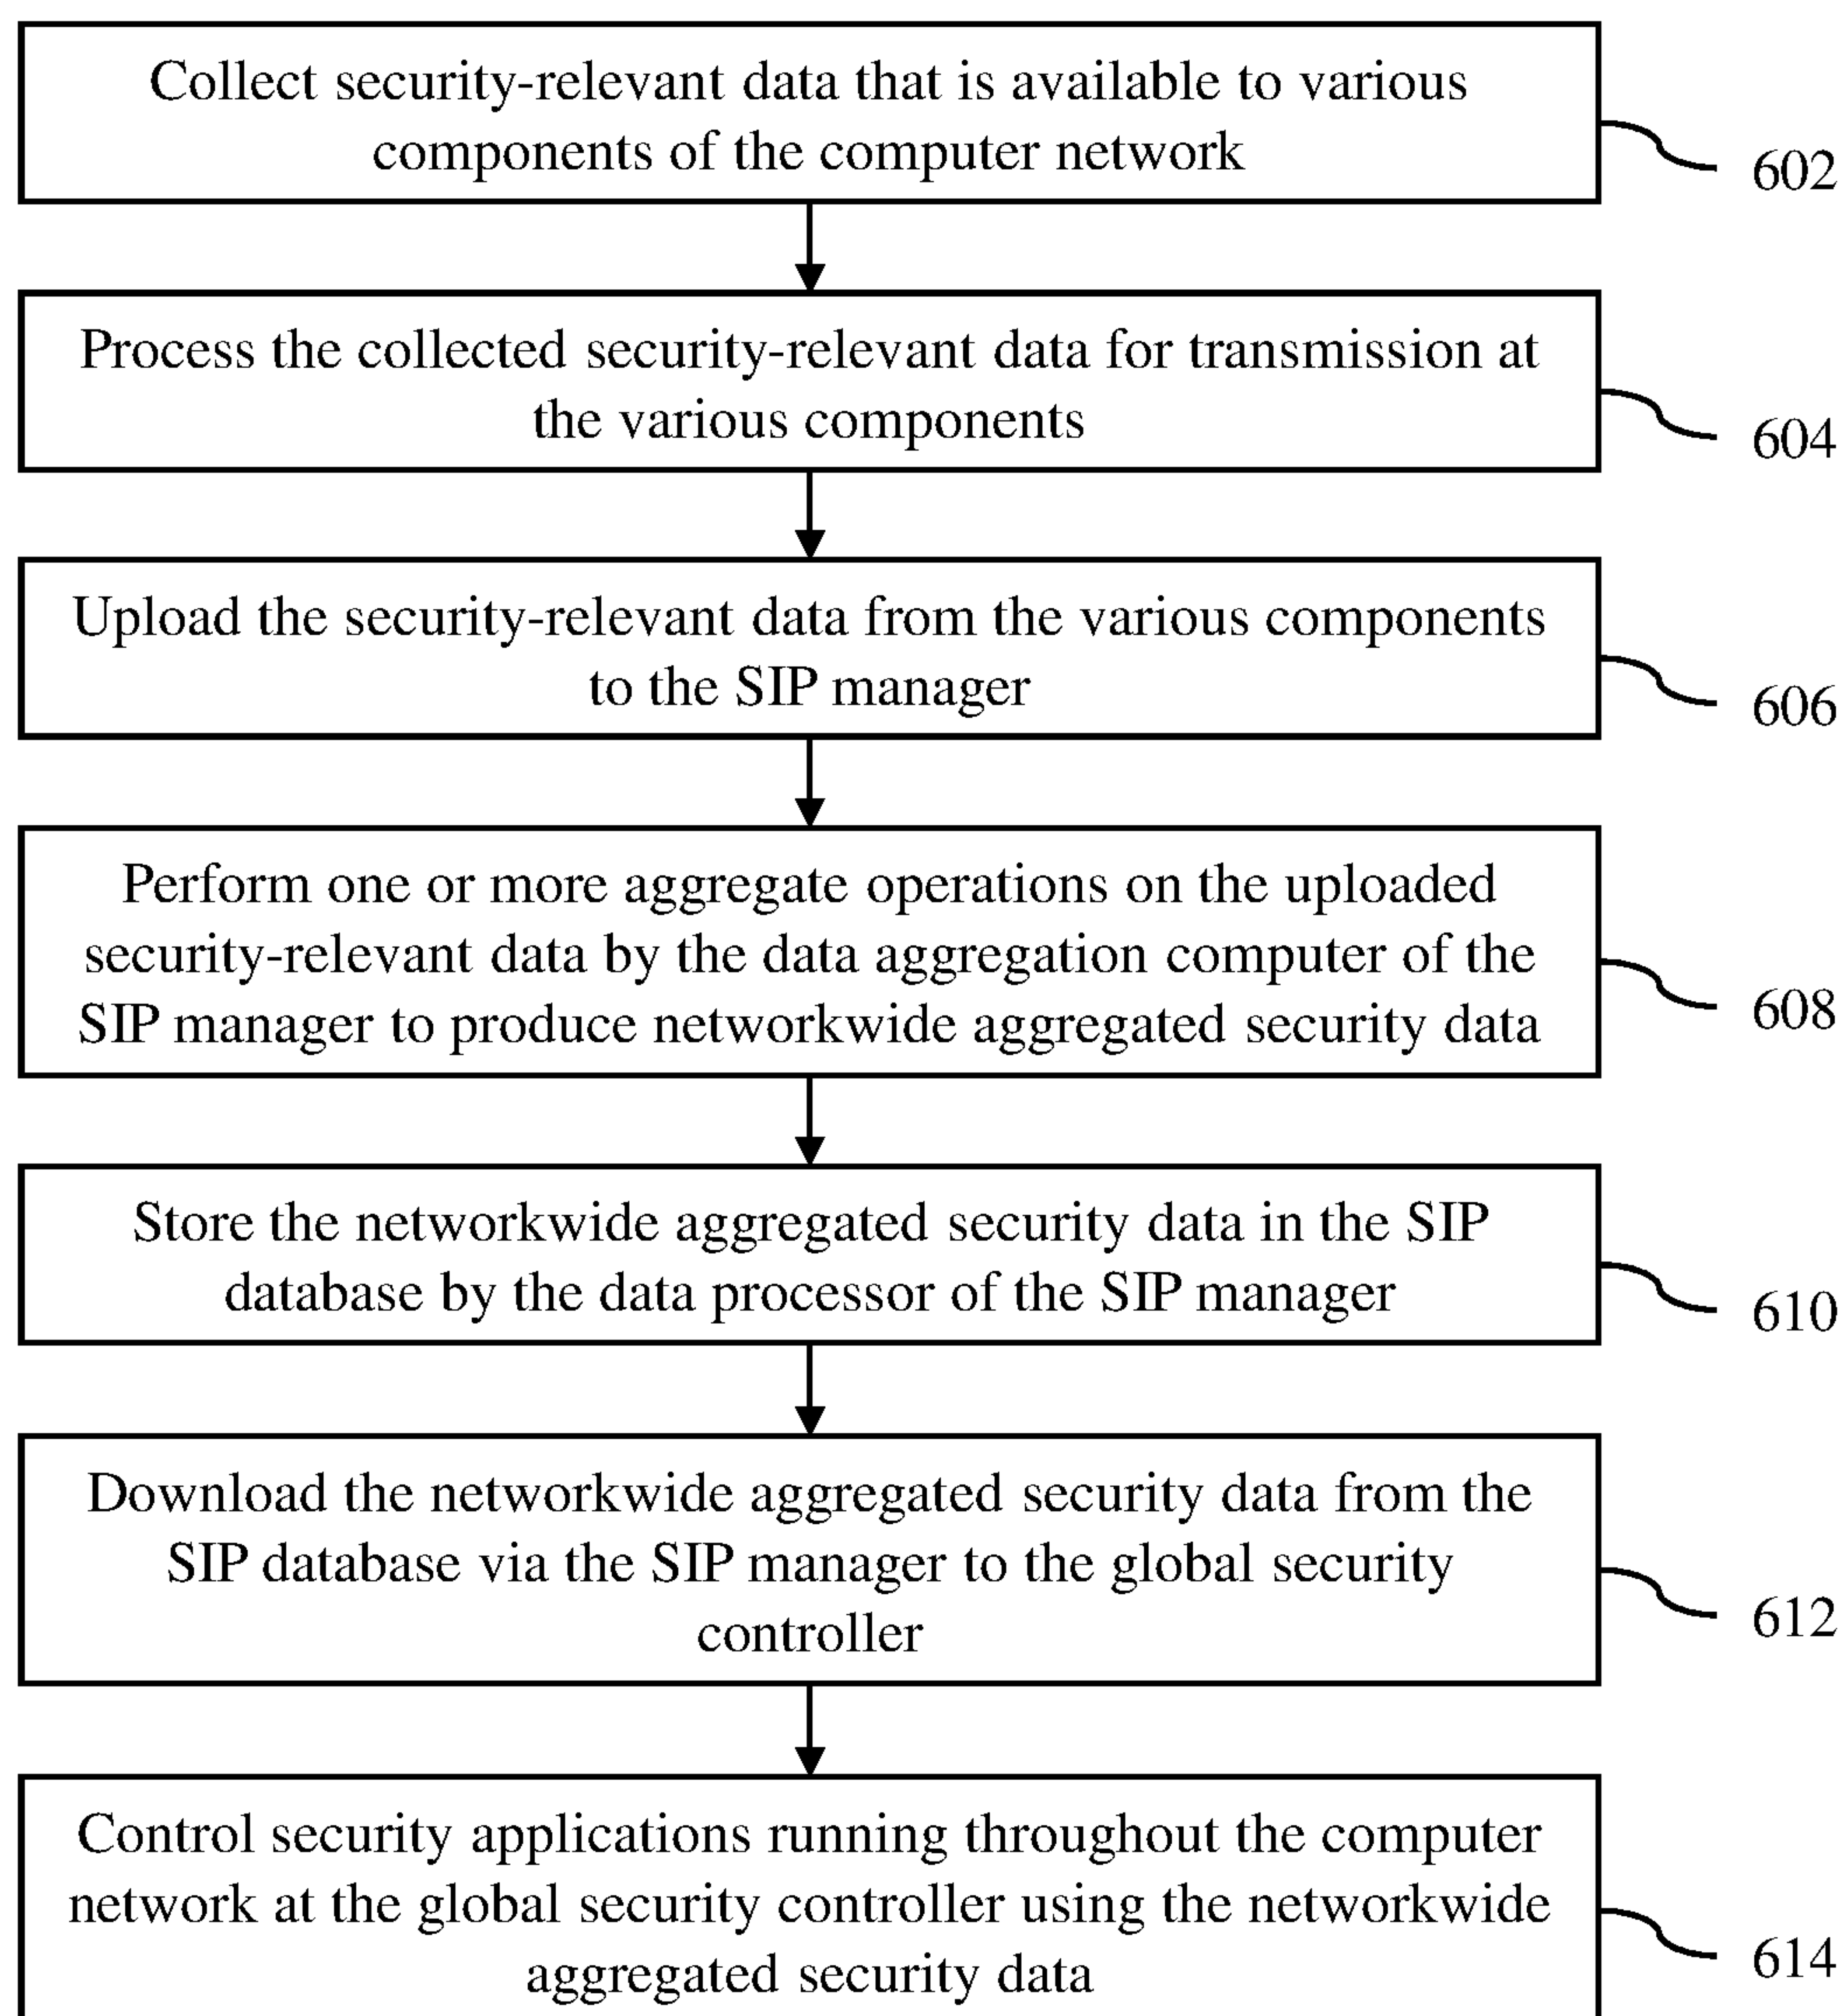 Collect security-relevant data that is available to various
components of the computer network
602
Process the collected security-relevant data for transmission at
the various components
604
Upload the security-relevant data from the various components
to the SIP manager
606
Perform one or more aggregate operations on the uploaded
security-relevant data by the data aggregation computer of the
SIP manager to produce networkwide aggregated security data
608
Store the networkwide aggregated security data in the SIP
database by the data processor of the SIP manager
610
Download the networkwide aggregated security data from the
SIP database via the SIP manager to the global security
controller
612
Control security applications running throughout the computer
network at the global security controller using the networkwide
aggregated security data
614